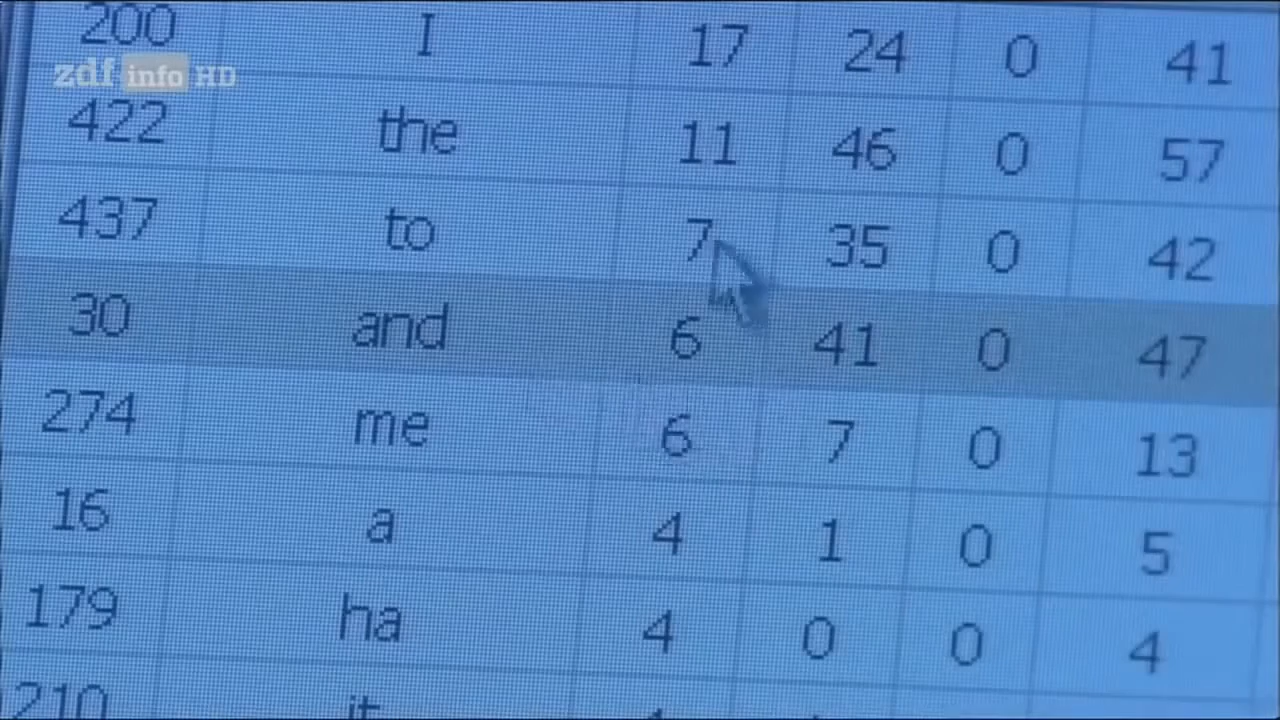 200 I 17 24 0 41
zdf info HD
422 the 11 46 0 57
437 to 7 35 0 42
30 and 6 41 0 47
274 me 6 7 0 13
16 a 4 1 0 5
179 ha 4 0 0 4
210 it